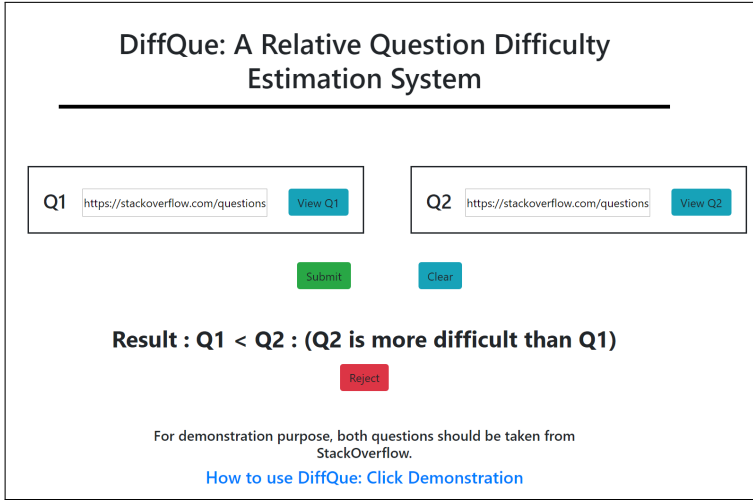 DiffQue: A Relative Question Difficulty
Estimation System
Q1 https://stackoverflow.com/questions View Q1
Q2 https://stackoverflow.com/questions View Q2
Submit Clear
Result : Q1 < Q2 : (Q2 is more difficult than Q1)
Reject
For demonstration purpose, both questions should be taken from
StackOverflow.
How to use DiffQue: Click Demonstration